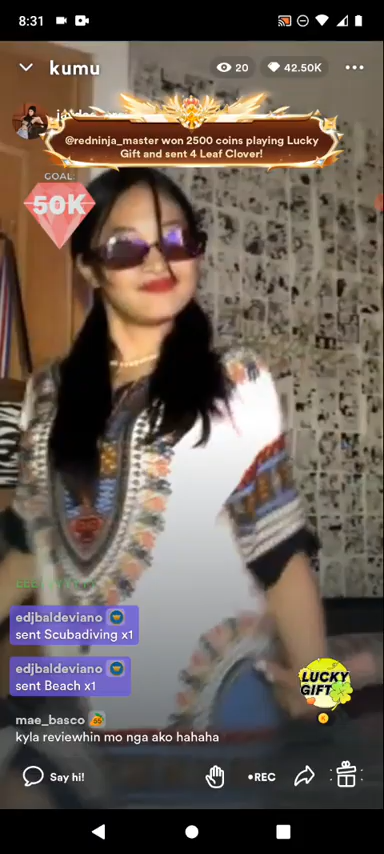 8:31
kumu
20
42.50K
@redninja_master won 2500 coins playing Lucky
Gift and sent 4 Leaf Clover!
GOAL:
50K
edjbaldeviano
sent Scubadiving x1
edjbaldeviano
sent Beach x1
LUCKY
GIFT
mae_basco
kyla reviewhin mo nga ako hahaha
Say hi!
•REC